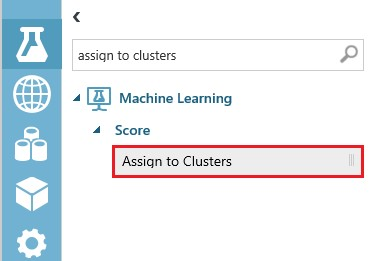 assign to clusters
Machine Learning
Score
Assign to Clusters